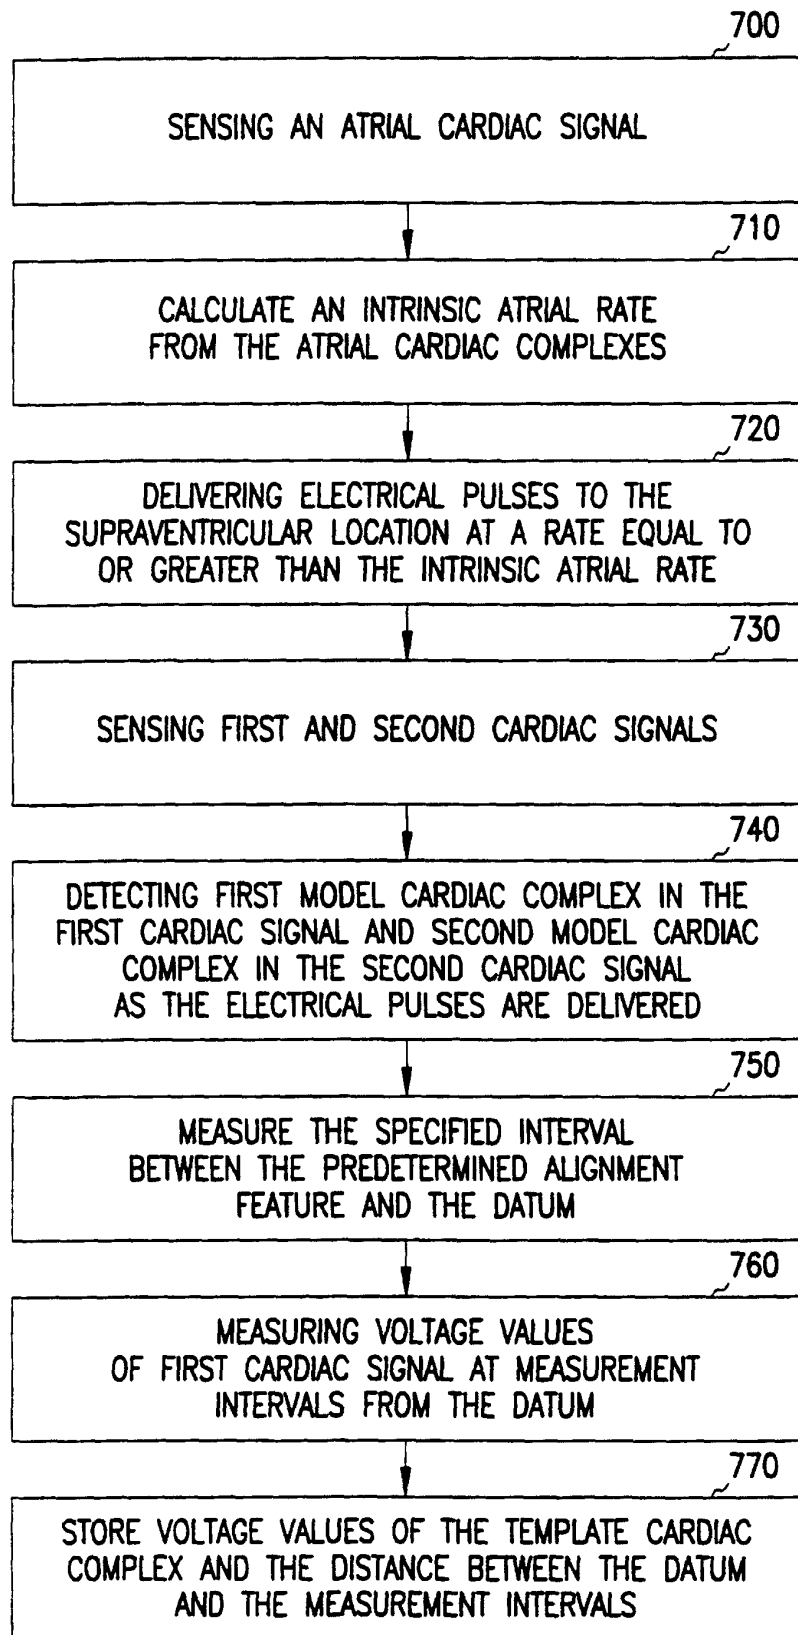 700
SENSING AN ATRIAL CARDIAC SIGNAL
710
CALCULATE AN INTRINSIC ATRIAL RATE
FROM THE ATRIAL CARDIAC COMPLEXES
720
DELIVERING ELECTRICAL PULSES TO THE
SUPRAVENTRICULAR LOCATION AT A RATE EQUAL TO
OR GREATER THAN THE INTRINSIC ATRIAL RATE
730
SENSING FIRST AND SECOND CARDIAC SIGNALS
740
DETECTING FIRST MODEL CARDIAC COMPLEX IN THE
FIRST CARDIAC SIGNAL AND SECOND MODEL CARDIAC
COMPLEX IN THE SECOND CARDIAC SIGNAL
AS THE ELECTRICAL PULSES ARE DELIVERED
750
MEASURE THE SPECIFIED INTERVAL
BETWEEN THE PREDETERMINED ALIGNMENT
FEATURE AND THE DATUM
760
MEASURING VOLTAGE VALUES
OF FIRST CARDIAC SIGNAL AT MEASUREMENT
INTERVALS FROM THE DATUM
770
STORE VOLTAGE VALUES OF THE TEMPLATE CARDIAC
COMPLEX AND THE DISTANCE BETWEEN THE DATUM
AND THE MEASUREMENT INTERVALS